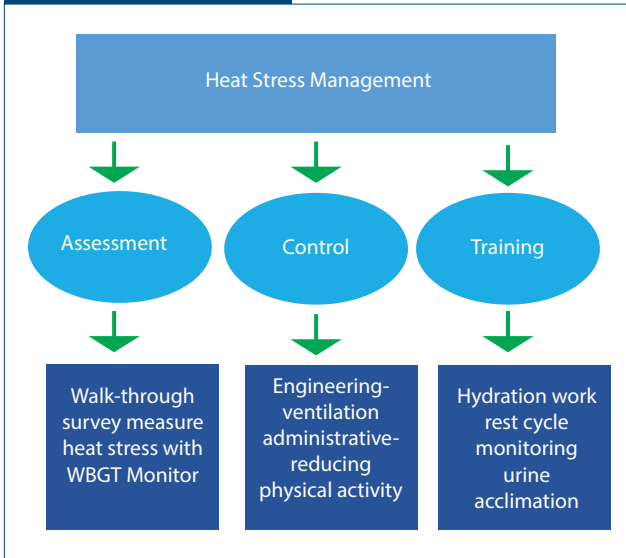 Heat Stress Management
Assessment
Control
Training
Walk-through
survey measure
heat stress with
WBGT Monitor
Engineering-
ventilation
administrative-
reducing
physical activity
Hydration work
rest cycle
monitoring
urine
acclimation